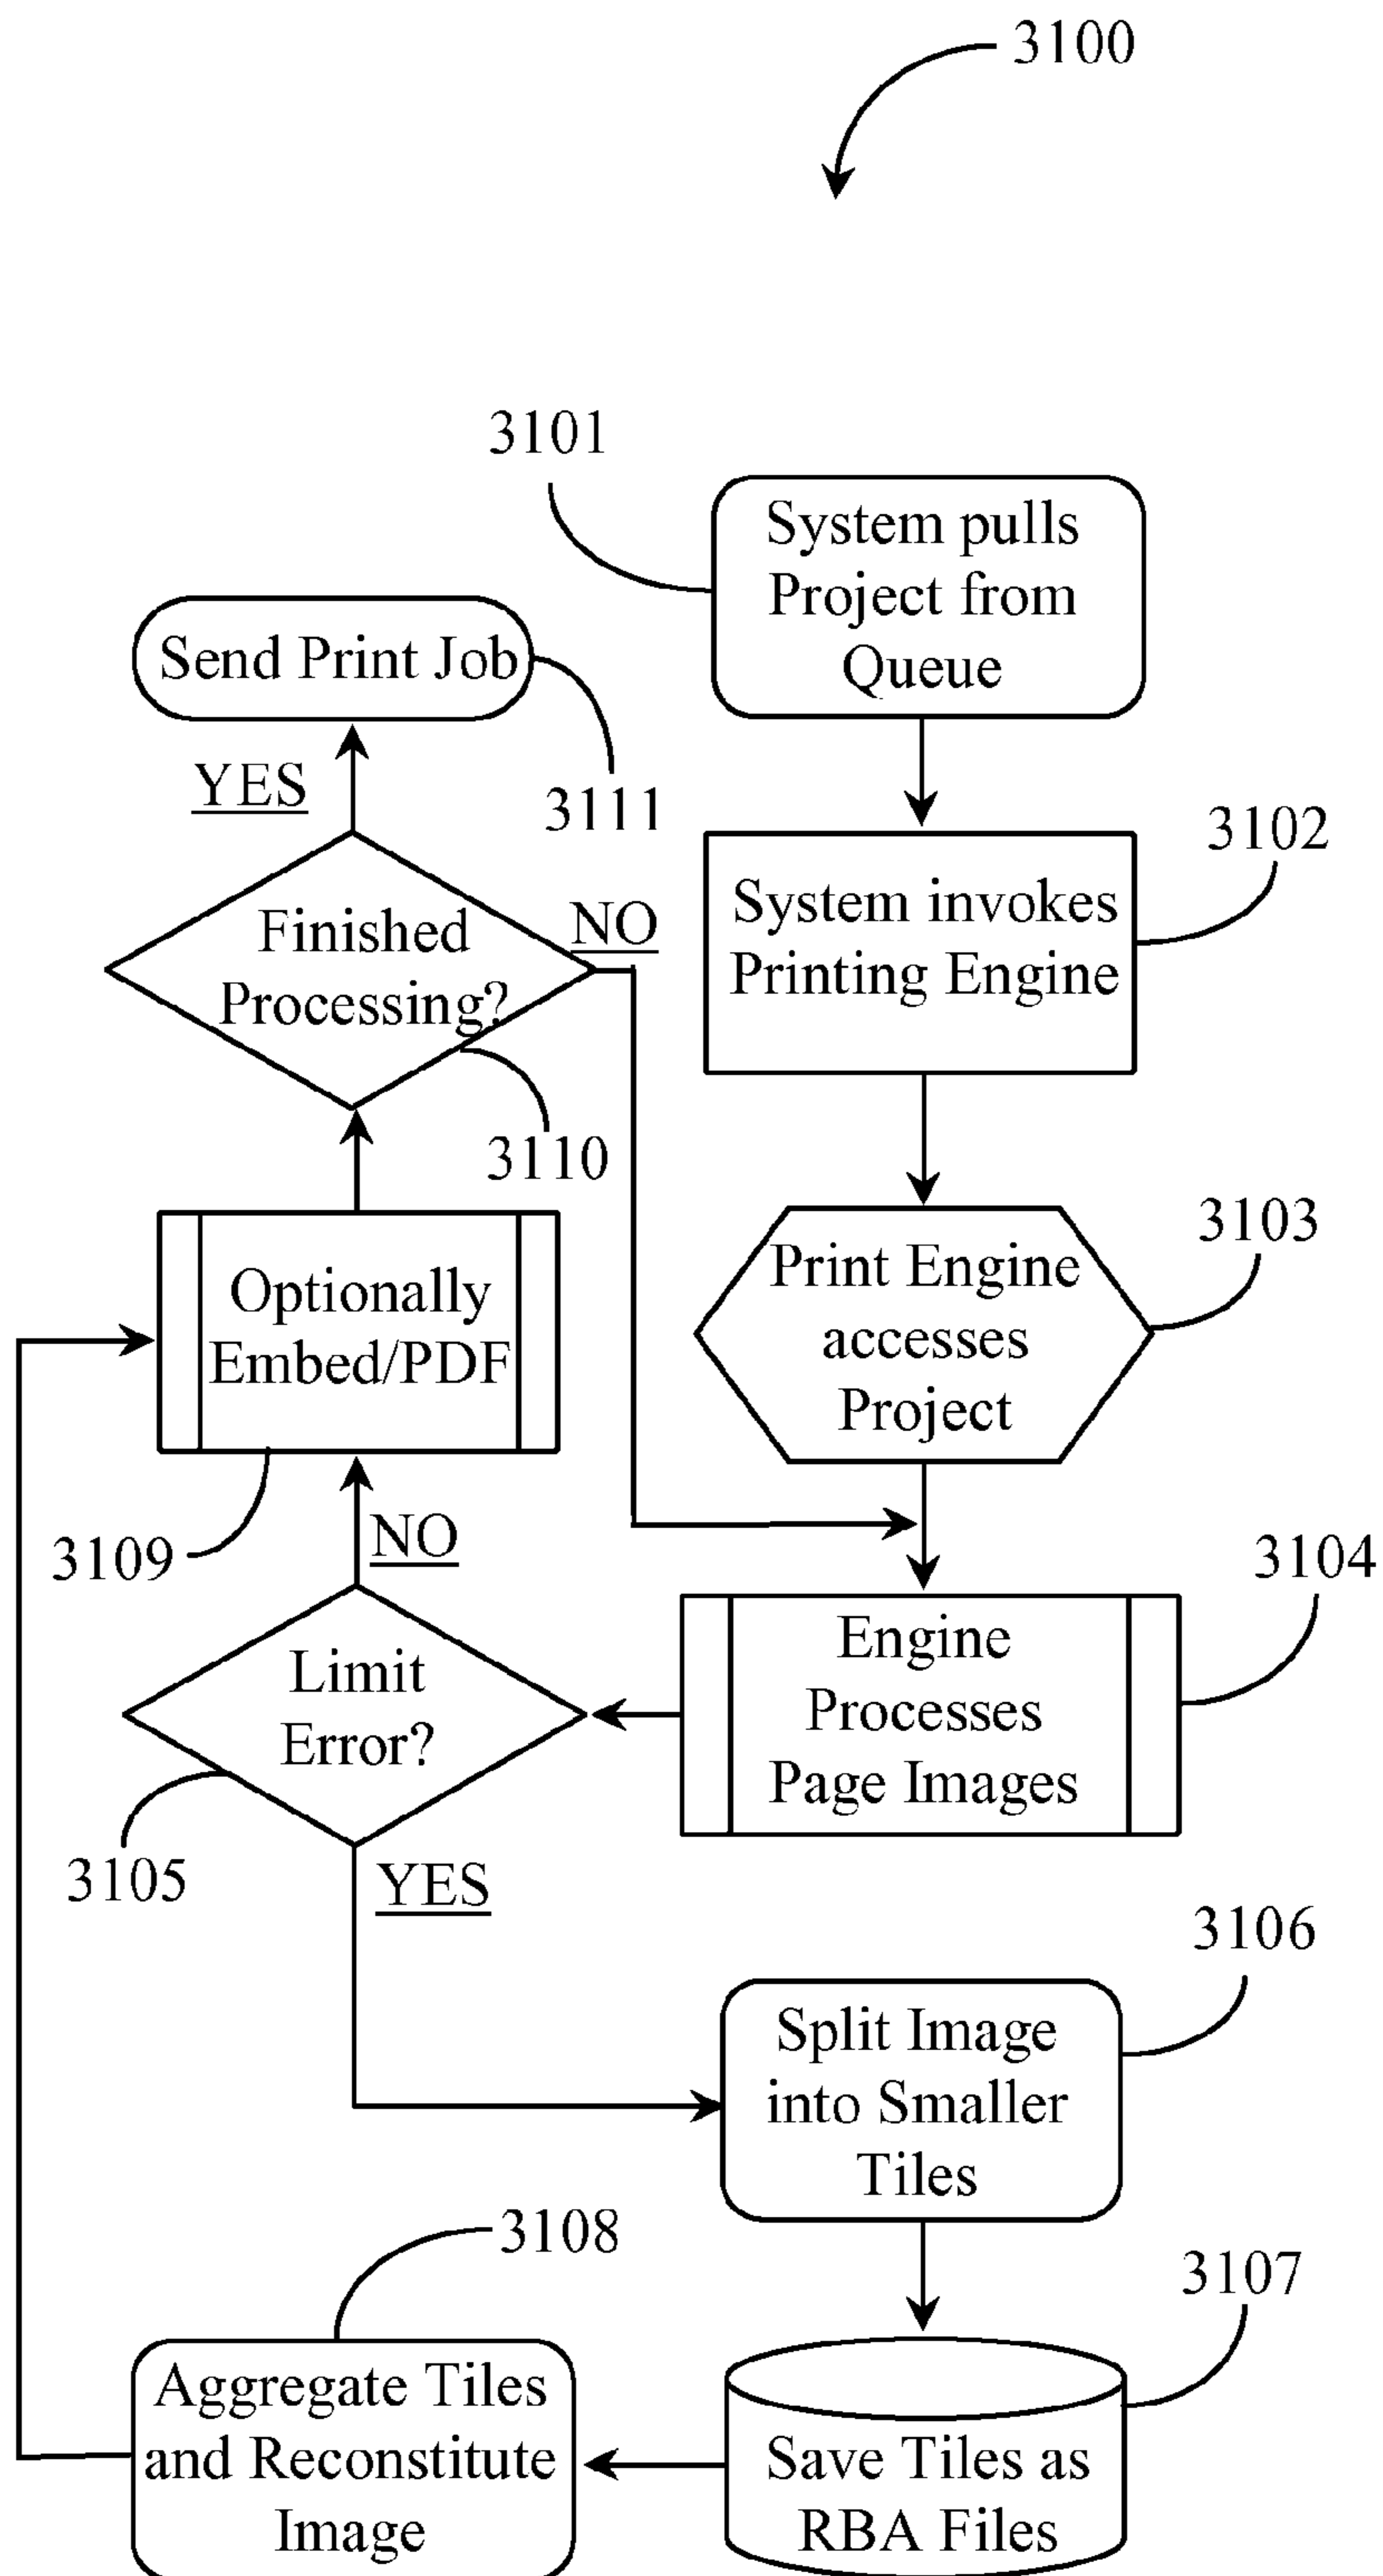 3100
3101
System pulls
Project from
Queue
Send Print Job
YES
3111
3102
System invokes
Printing Engine
Finished
Processing?
NO
3110
3103
Print Engine
accesses
Project
Optionally
Embed/PDF
NO
3109
3104
Engine
Processes
Page Images
Limit
Error?
3105
YES
3106
Split Image
into Smaller
Tiles
3108
3107
Aggregate Tiles
and Reconstitute
Image
Save Tiles as
RBA Files